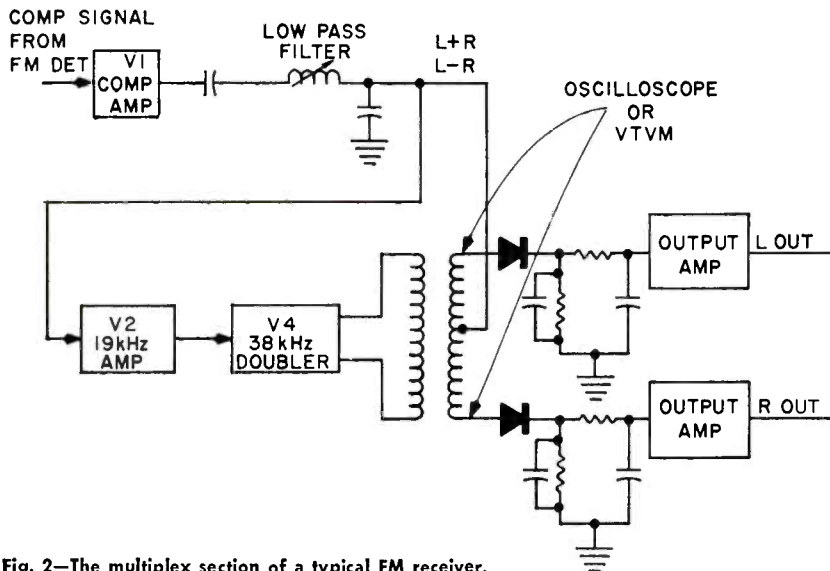 COMP SIGNAL
FROM
FM DET
V1
COMP
AMP
LOW PASS
FILTER
L+R
L−R
OSCILLOSCOPE
OR
VTVM
V2
19kHz
AMP
V4
38kHz
DOUBLER
OUTPUT
AMP
L OUT
OUTPUT
AMP
R OUT
Fig. 2—The multiplex section of a typical FM receiver.